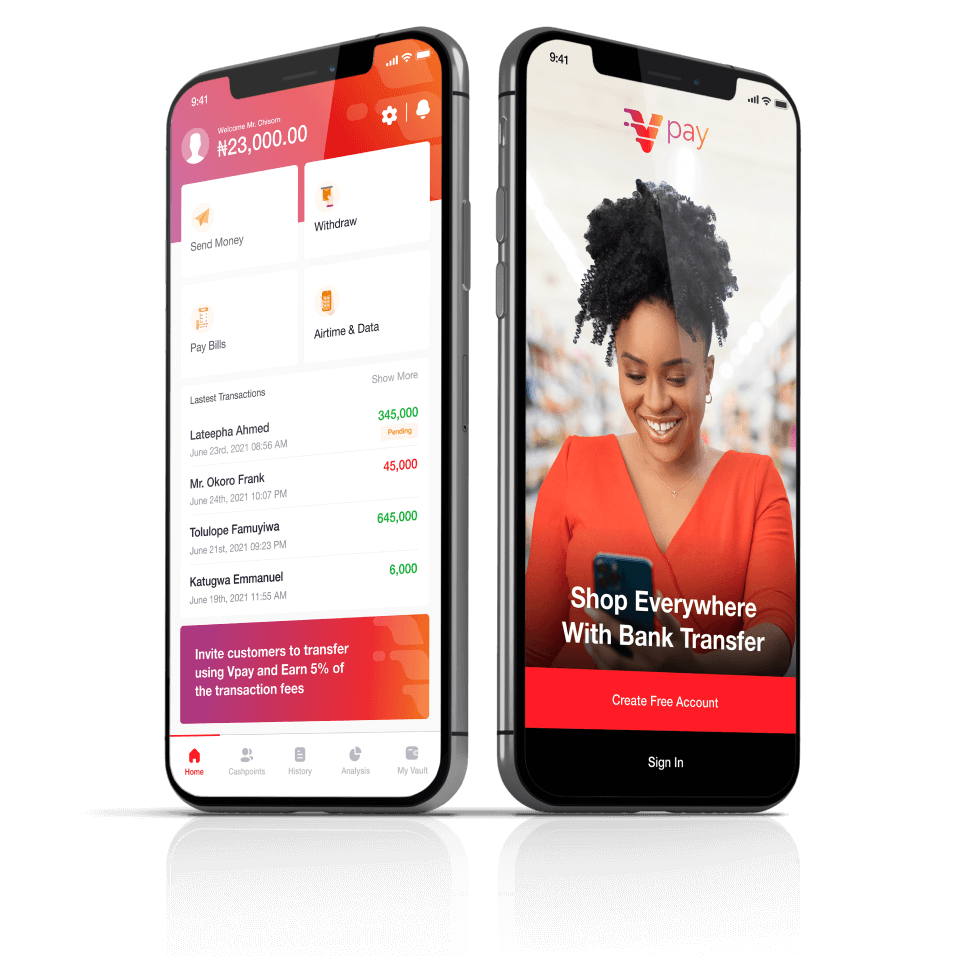 9:41
Welcome Mr. Chisom
₦23,000.00
Send Money
Withdraw
Pay Bills
Airtime & Data
Lastest Transactions
Show More
Lateepha Ahmed
345,000
June 23rd, 2021 08:56 AM
Pending
Mr. Okoro Frank
45,000
June 24th, 2021 10:07 PM
Tolulope Famuyiwa
645,000
June 21st, 2021 09:23 PM
Katugwa Emmanuel
6,000
June 19th, 2021 11:55 AM
Invite customers to transfer
using Vpay and Earn 5% of
the transaction fees
Home
Cashpoints
History
Analysis
My Vault
9:41
V pay
Shop Everywhere
With Bank Transfer
Create Free Account
Sign In